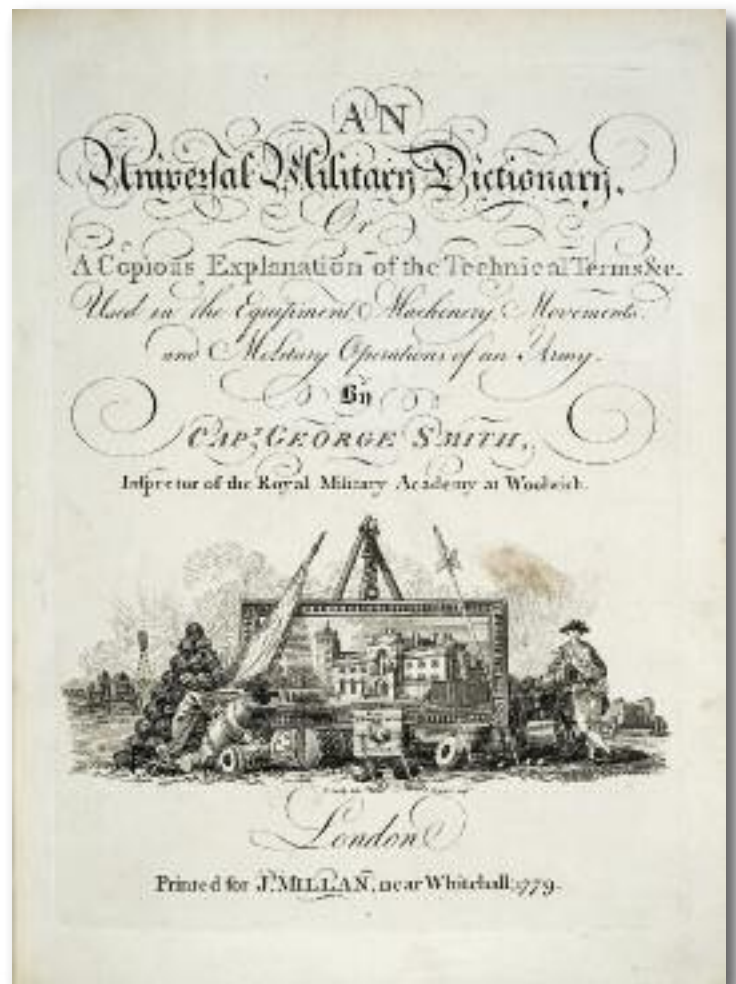 AN
Universal Military Dictionary,
Or
A Copious Explanation of the Technical Terms &c.
Used in the Equipment, Machinery, Movements,
and Military Operations of an Army.
By
CAPT. GEORGE SMITH,
Inspector of the Royal Military Academy at Woolwich.
London
Printed for J. MILLAN, near Whitehall; 1779.